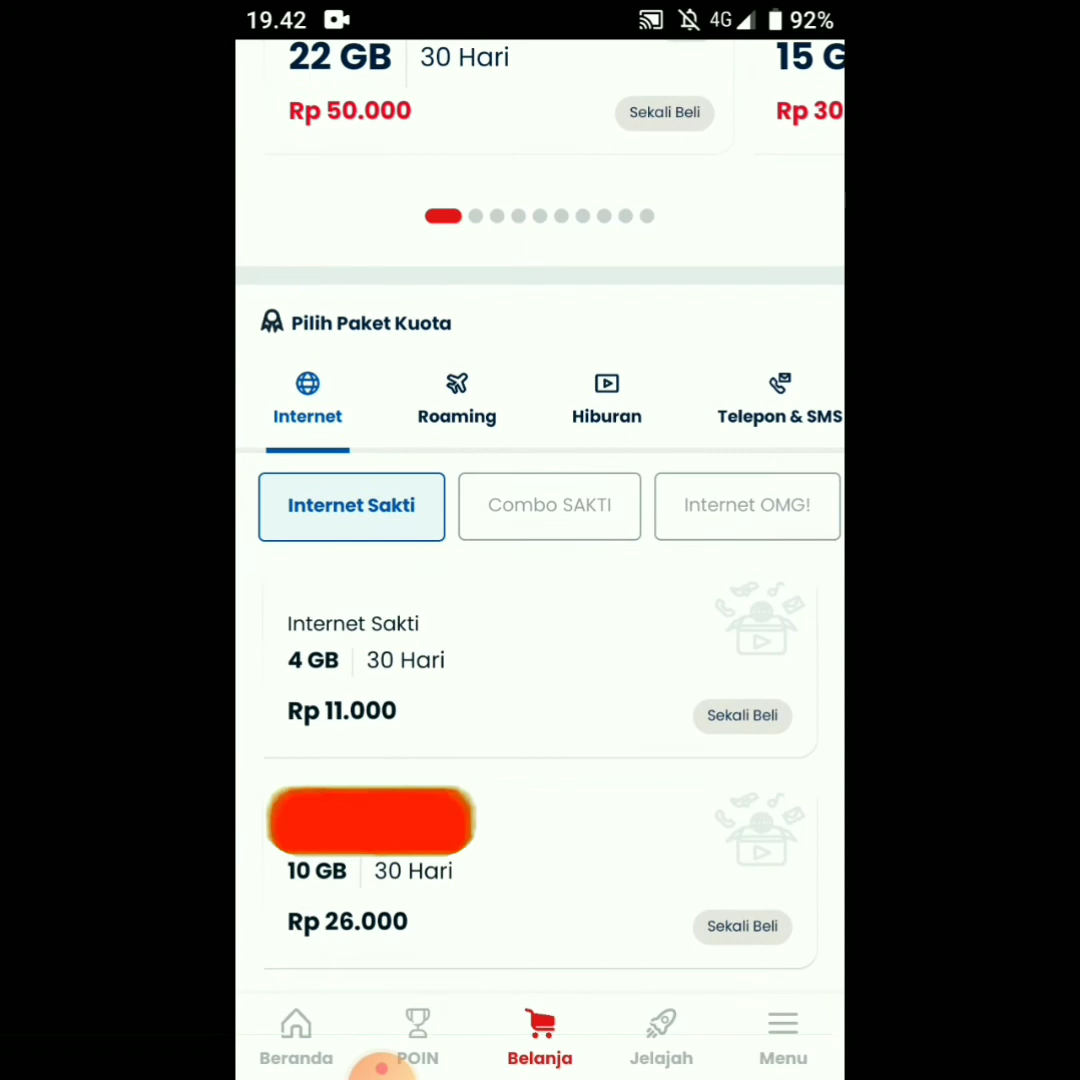 19.42 4G 92%
22 GB 30 Hari 15 G
Rp 50.000 Sekali Beli Rp 30
Pilih Paket Kuota
Internet Roaming Hiburan Telepon & SMS
Internet Sakti Combo SAKTI Internet OMG!
Internet Sakti
4 GB 30 Hari
Rp 11.000 Sekali Beli
10 GB 30 Hari
Rp 26.000 Sekali Beli
Beranda POIN Belanja Jelajah Menu